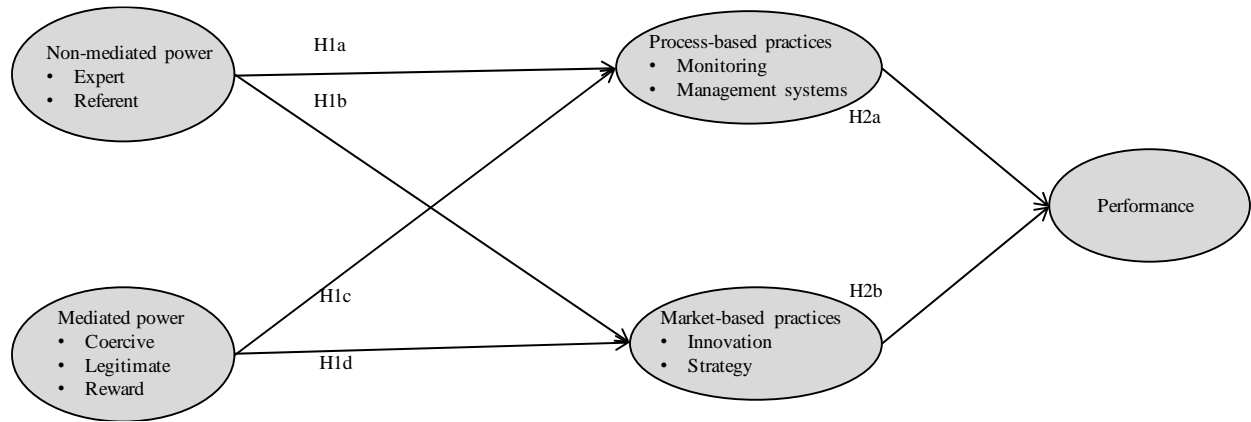 Non-mediated power
• Expert
• Referent
H1a
H1b
Process-based practices
• Monitoring
• Management systems
H2a
Performance
Mediated power
• Coercive
• Legitimate
• Reward
H1c
H1d
Market-based practices
• Innovation
• Strategy
H2b